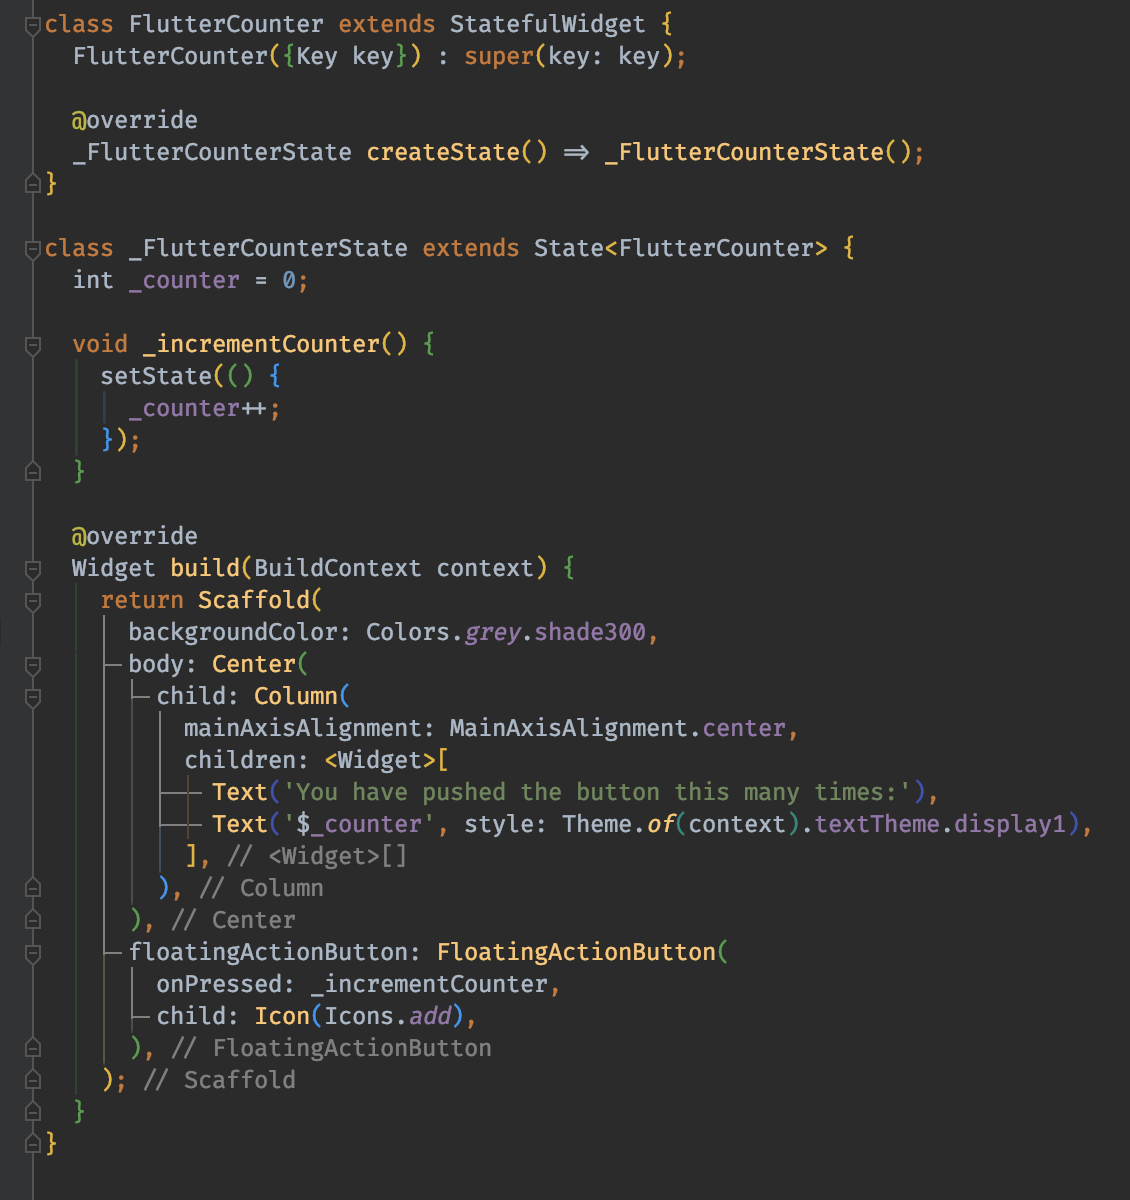 class FlutterCounter extends StatefulWidget {
  FlutterCounter({Key key}) : super(key: key);

  @override
  _FlutterCounterState createState() => _FlutterCounterState();
}

class _FlutterCounterState extends State<FlutterCounter> {
  int _counter = 0;

  void _incrementCounter() {
    setState(() {
      _counter++;
    });
  }

  @override
  Widget build(BuildContext context) {
    return Scaffold(
      backgroundColor: Colors.grey.shade300,
      body: Center(
        child: Column(
          mainAxisAlignment: MainAxisAlignment.center,
          children: <Widget>[
            Text('You have pushed the button this many times:'),
            Text('$_counter', style: Theme.of(context).textTheme.display1),
          ], // <Widget>[]
        ), // Column
      ), // Center
      floatingActionButton: FloatingActionButton(
        onPressed: _incrementCounter,
        child: Icon(Icons.add),
      ), // FloatingActionButton
    ); // Scaffold
  }
}